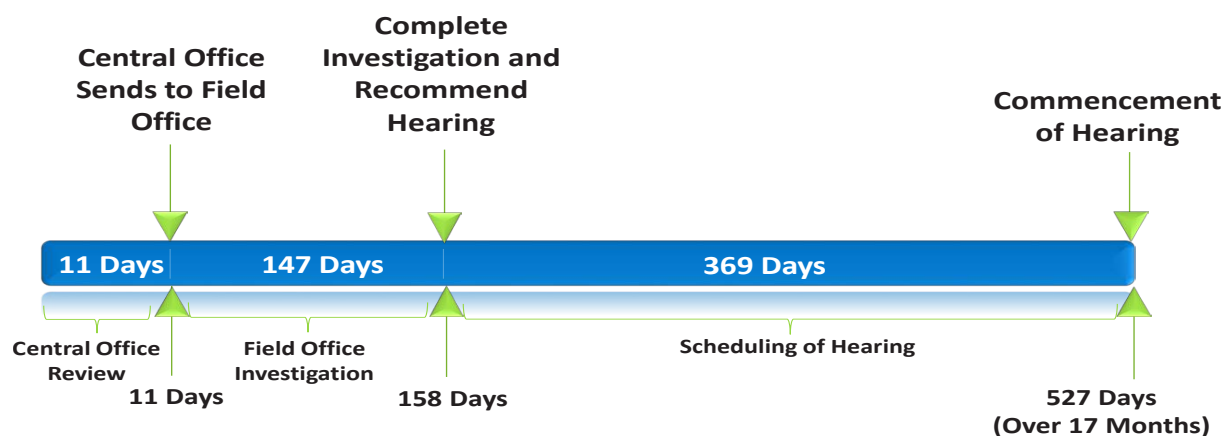 Central Office
Sends to Field
Office
Complete
Investigation and
Recommend
Hearing
Commencement
of Hearing
11 Days
147 Days
369 Days
Central Office
Review
Field Office
Investigation
Scheduling of Hearing
11 Days
158 Days
527 Days
(Over 17 Months)